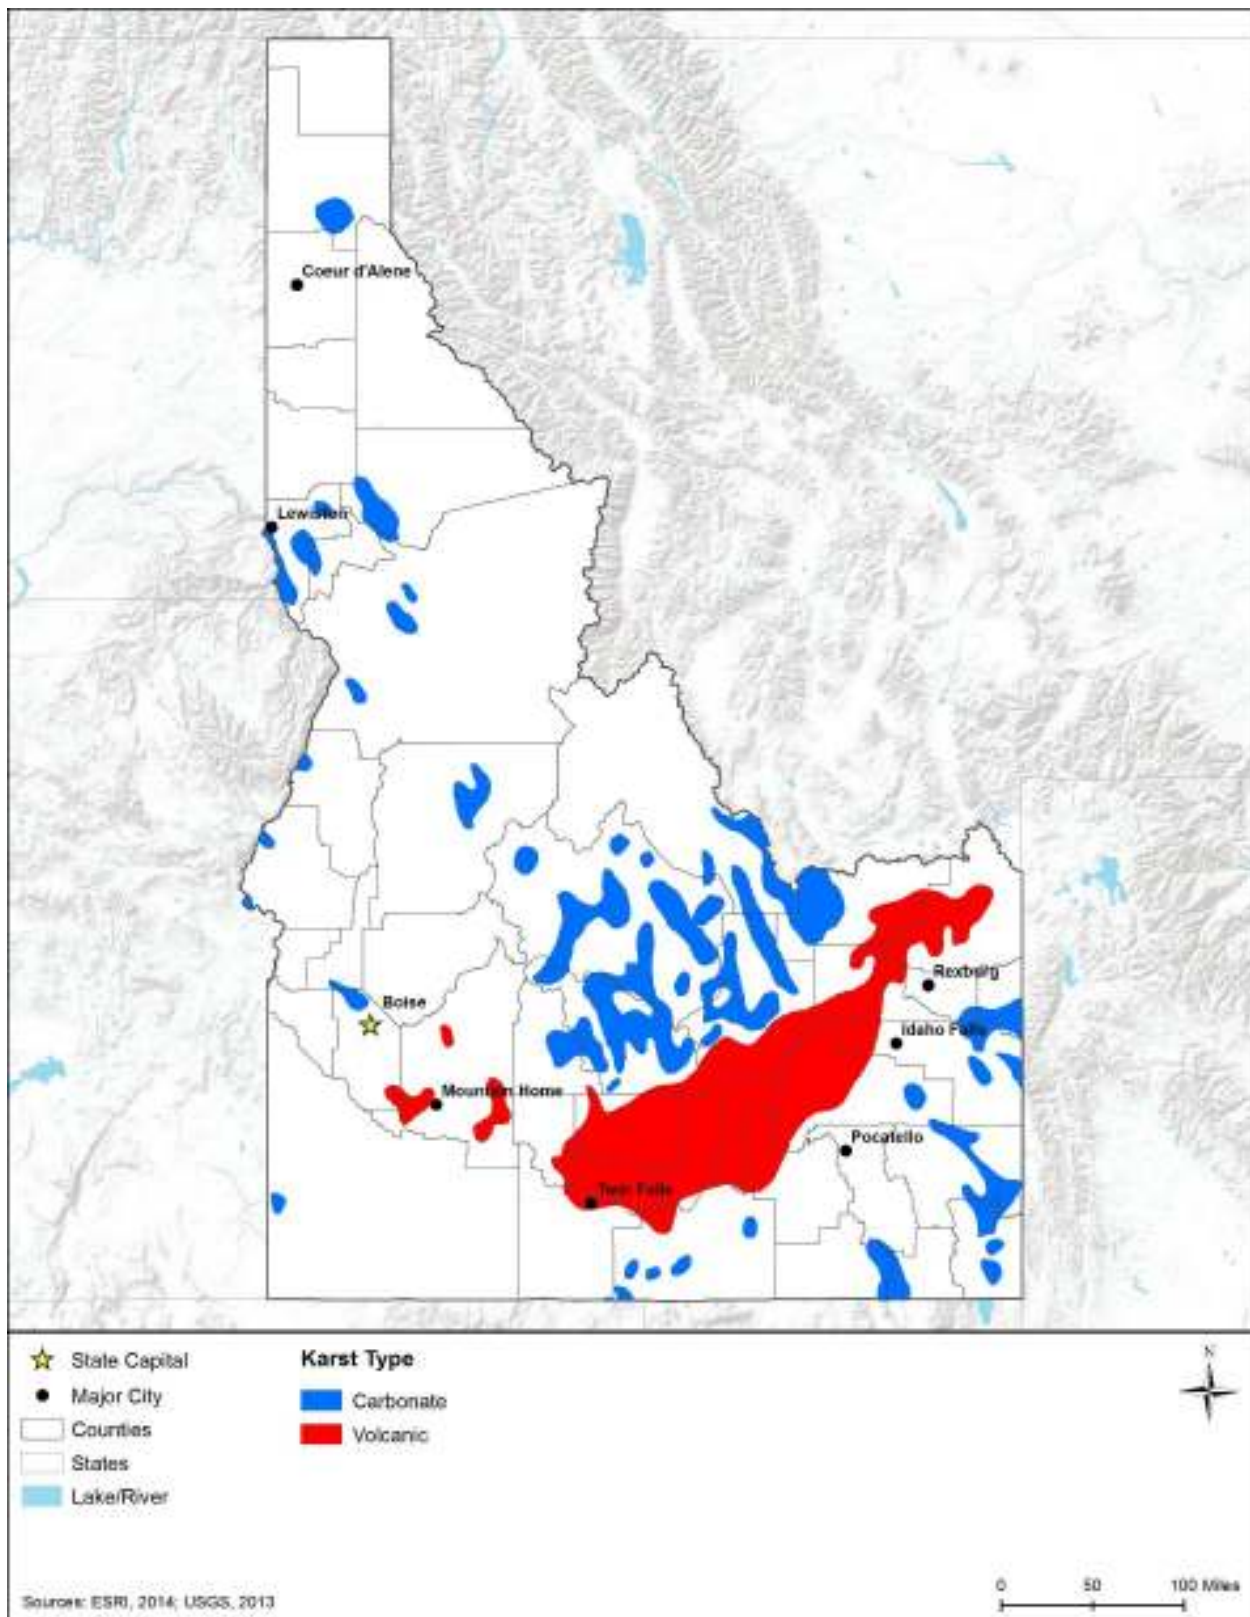 Coeur d'Alene
Lewiston
Boise
Rexburg
Idaho Falls
Mountain Home
Pocatello
Twin Falls
State Capital
Major City
Counties
States
Lake/River
Karst Type
Carbonate
Volcanic
N
0 50 100 Miles
Sources: ESRI, 2014; USGS, 2013